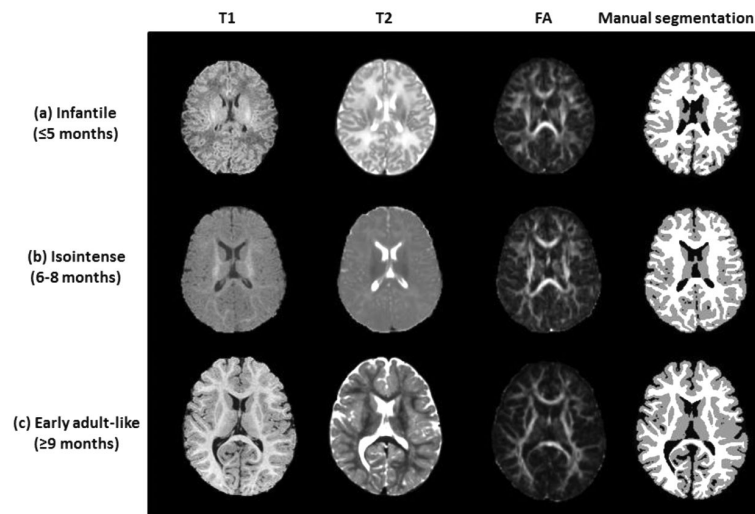 T1 T2 FA Manual segmentation
(a) Infantile
(≤5 months)
(b) Isointense
(6-8 months)
(c) Early adult-like
(≥9 months)